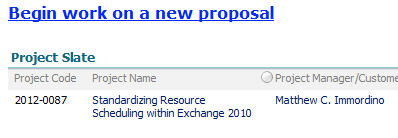 Begin work on a new proposal
Project Slate
Project Code Project Name Project Manager/Custome
2012-0087 Standardizing Resource Matthew C. Immordino
Scheduling within Exchange 2010